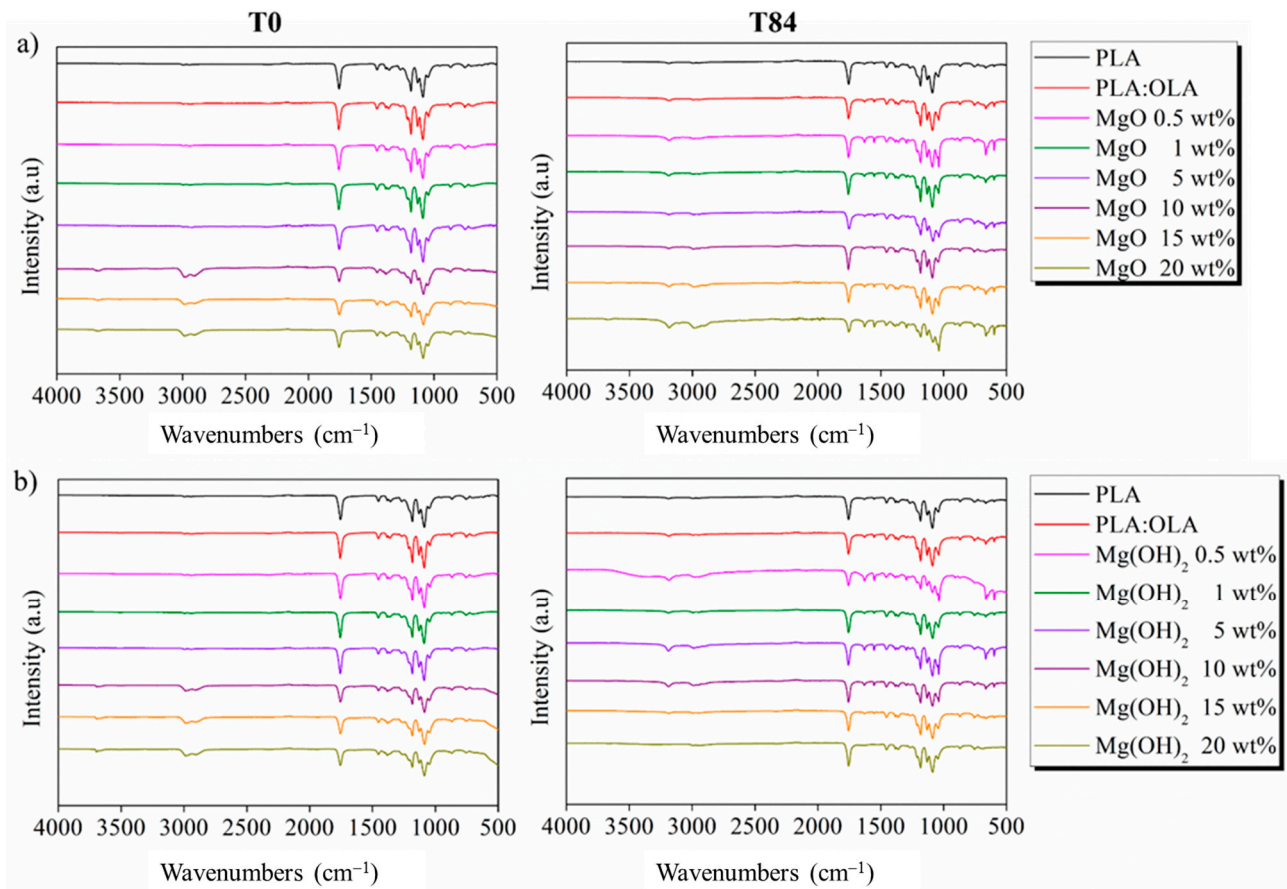 T0
T84
a)
Intensity (a.u)
4000 3500 3000 2500 2000 1500 1000 500
Wavenumbers (cm⁻¹)
Intensity (a.u)
4000 3500 3000 2500 2000 1500 1000 500
Wavenumbers (cm⁻¹)
PLA
PLA:OLA
MgO 0.5 wt%
MgO 1 wt%
MgO 5 wt%
MgO 10 wt%
MgO 15 wt%
MgO 20 wt%
b)
Intensity (a.u)
4000 3500 3000 2500 2000 1500 1000 500
Wavenumbers (cm⁻¹)
Intensity (a.u)
4000 3500 3000 2500 2000 1500 1000 500
Wavenumbers (cm⁻¹)
PLA
PLA:OLA
Mg(OH)₂ 0.5 wt%
Mg(OH)₂ 1 wt%
Mg(OH)₂ 5 wt%
Mg(OH)₂ 10 wt%
Mg(OH)₂ 15 wt%
Mg(OH)₂ 20 wt%